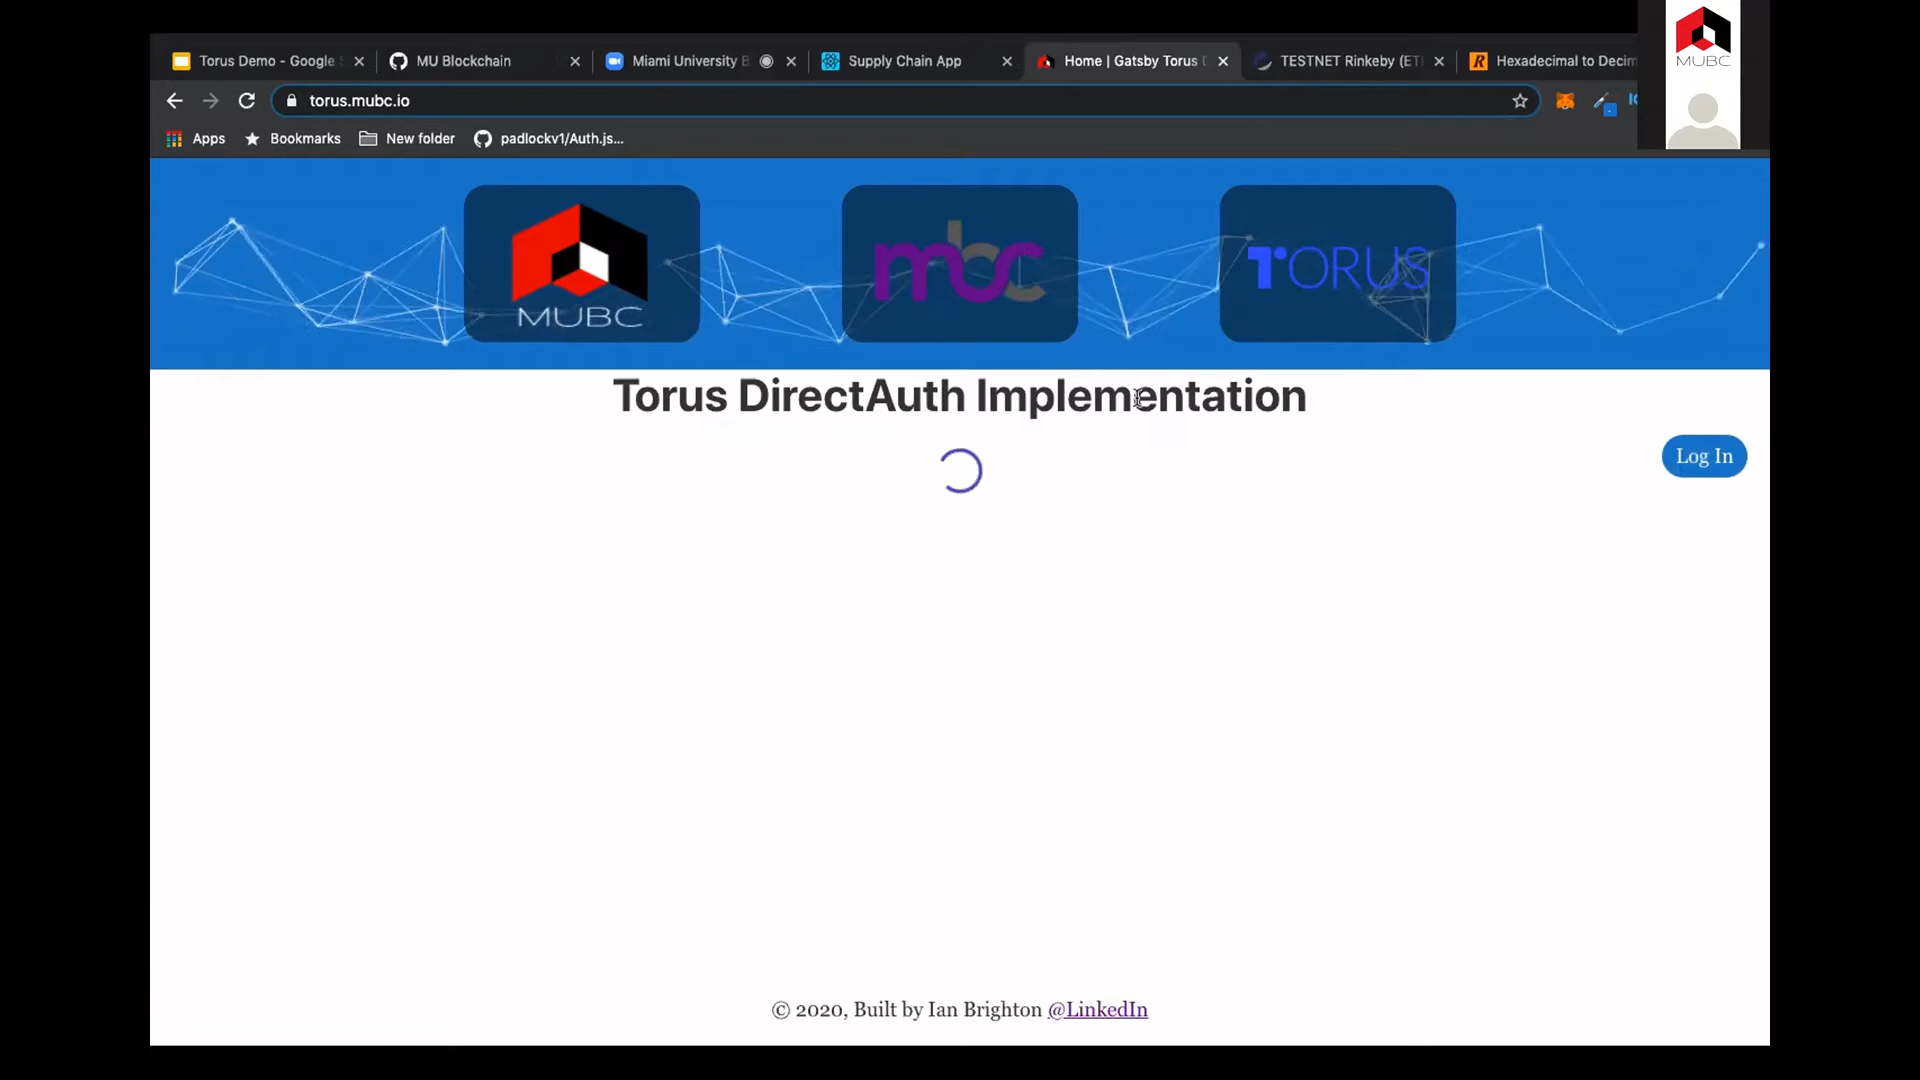 Torus Demo - Google S
MU Blockchain
Miami University B
Supply Chain App
Home | Gatsby Torus D
TESTNET Rinkeby (ETH
Hexadecimal to Decim
MUBC
torus.mubc.io
Apps
Bookmarks
New folder
padlockv1/Auth.js...
MUBC
mbc
TORUS
Torus DirectAuth Implementation
Log In
© 2020, Built by Ian Brighton @LinkedIn